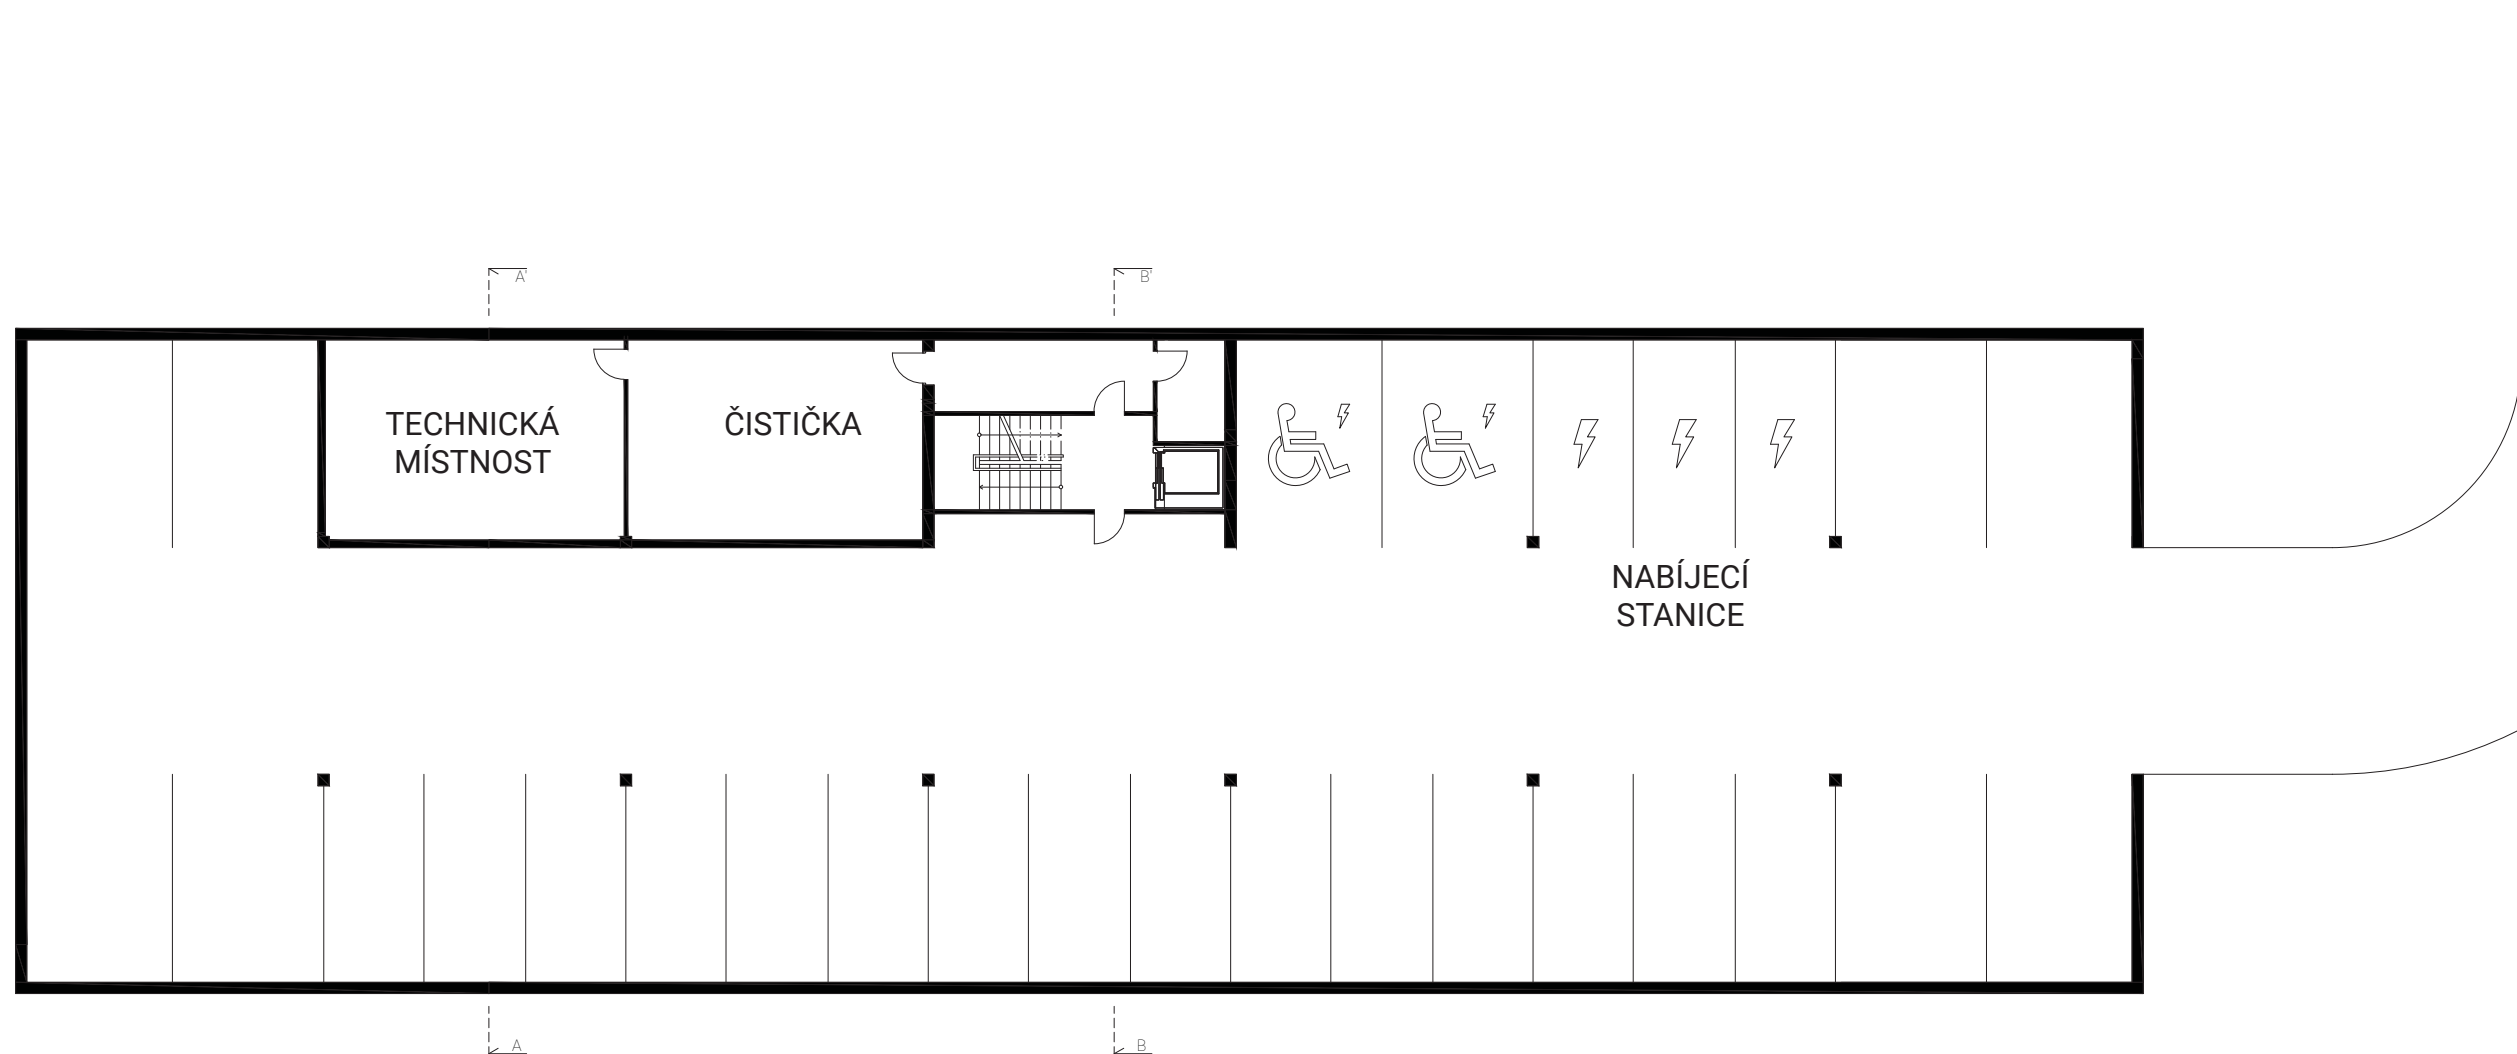 A'
B'
TECHNICKÁ
MÍSTNOST
ČISTIČKA
NABÍJECÍ
STANICE
A
B